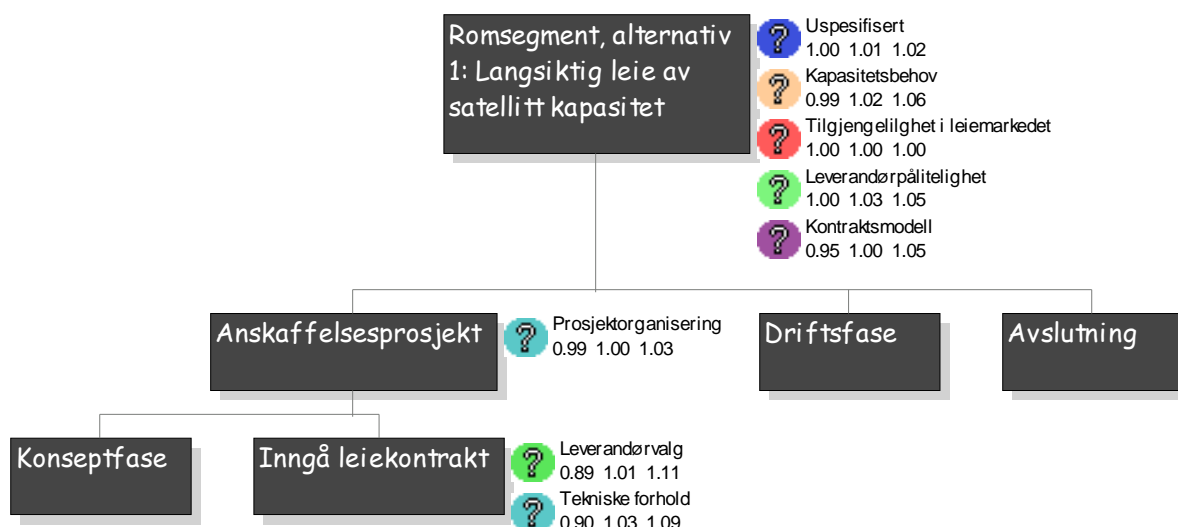 Romsegment, alternativ
1: Langsiktig leie av
satellitt kapasitet
Uspesifisert
1.00 1.01 1.02
Kapasitetsbehov
0.99 1.02 1.06
Tilgjengelilghet i leiemarkedet
1.00 1.00 1.00
Leverandørpålitelighet
1.00 1.03 1.05
Kontraktsmodell
0.95 1.00 1.05
Anskaffelsesprosjekt
Prosjektorganisering
0.99 1.00 1.03
Driftsfase
Avslutning
Konseptfase
Inngå leiekontrakt
Leverandørvalg
0.89 1.01 1.11
Tekniske forhold
0.90 1.03 1.09